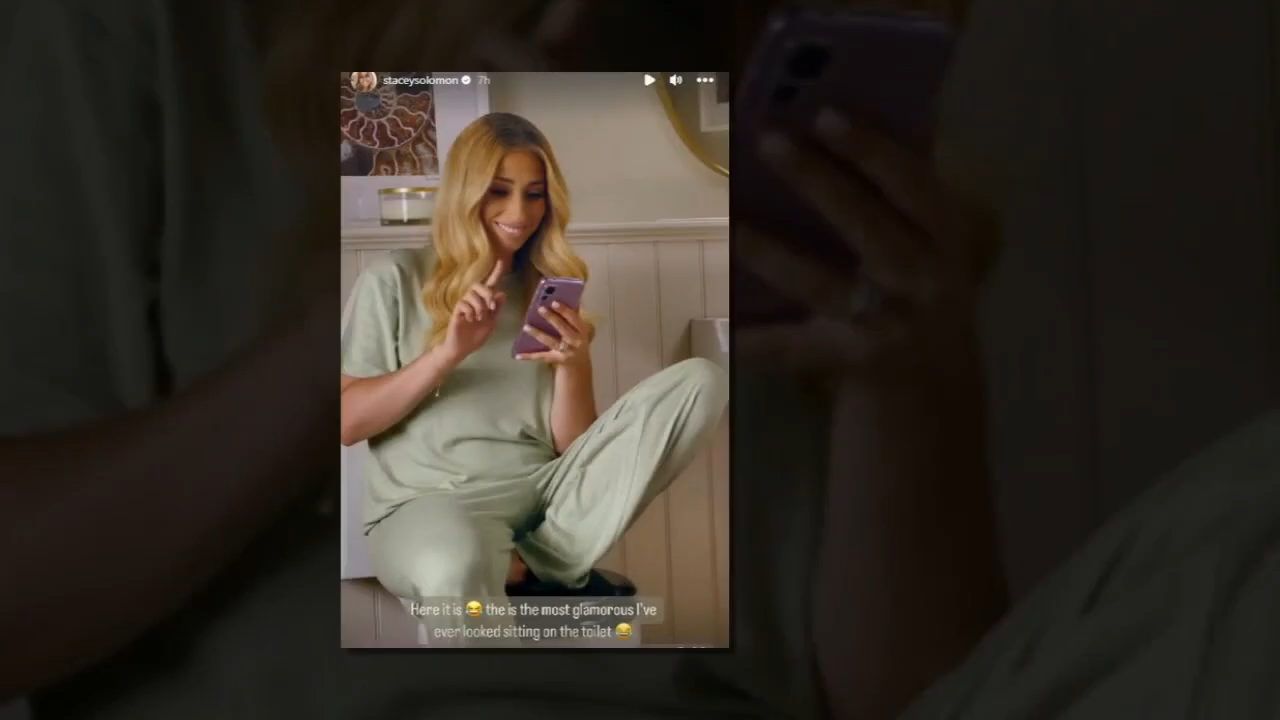 staceysolomon 7h
Here it is 😂 the is the most glamorous I've
ever looked sitting on the toilet 😂